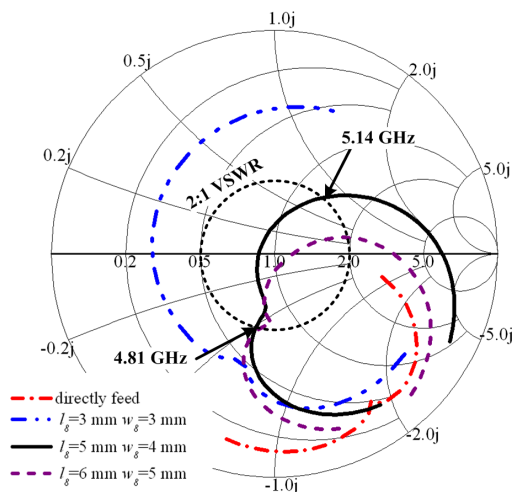 1.0j
0.5j
2.0j
5.14 GHz
0.2j
5.0j
2:1 VSWR
0.2
0.5
1.0
2.0
5.0
-0.2j
4.81 GHz
-5.0j
-2.0j
-1.0j
directly feed
lg=3 mm wg=3 mm
lg=5 mm wg=4 mm
lg=6 mm wg=5 mm